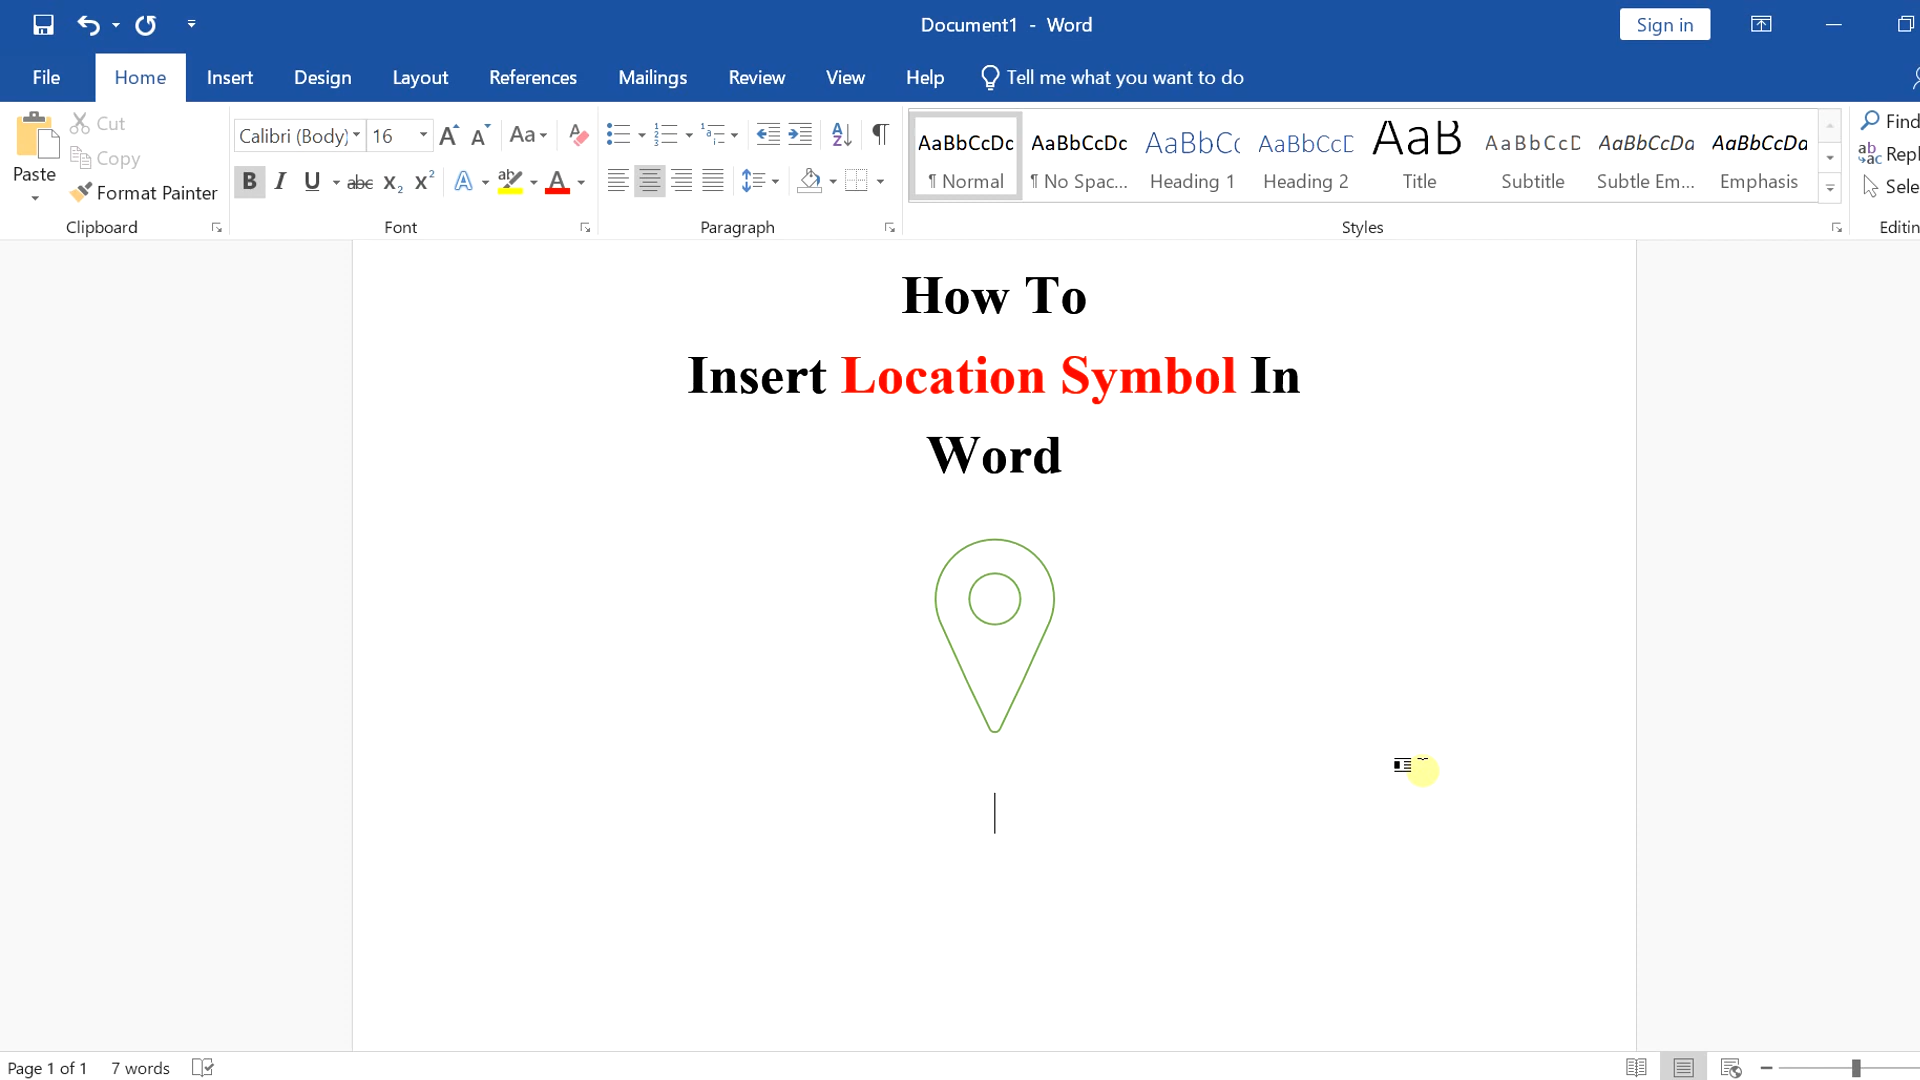 Document1 - Word
Sign in
File Home Insert Design Layout References Mailings Review View Help Tell me what you want to do
Paste
Cut
Copy
Format Painter
Clipboard
Calibri (Body) 16
Font
Paragraph
AaBbCcDc AaBbCcDc AaBbCc AaBbCcD AaB AaBbCcD AaBbCcDa AaBbCcDa
¶ Normal ¶ No Spac... Heading 1 Heading 2 Title Subtitle Subtle Em... Emphasis
Styles
Find
Repl
Sele
Editin
How To
Insert Location Symbol In
Word
Page 1 of 1 7 words